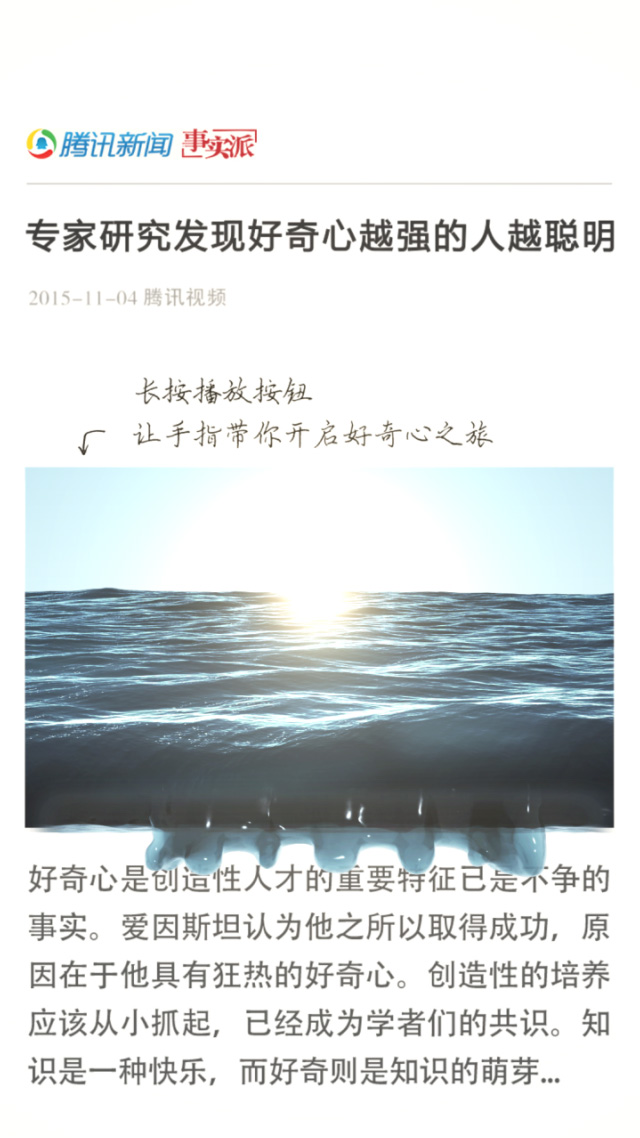 腾讯新闻 事实派
专家研究发现好奇心越强的人越聪明
2015-11-04 腾讯视频
长按播放按钮
让手指带你开启好奇心之旅
好奇心是创造性人才的重要特征已是不争的
事实。爱因斯坦认为他之所以取得成功，原
因在于他具有狂热的好奇心。创造性的培养
应该从小抓起，已经成为学者们的共识。知
识是一种快乐，而好奇则是知识的萌芽...